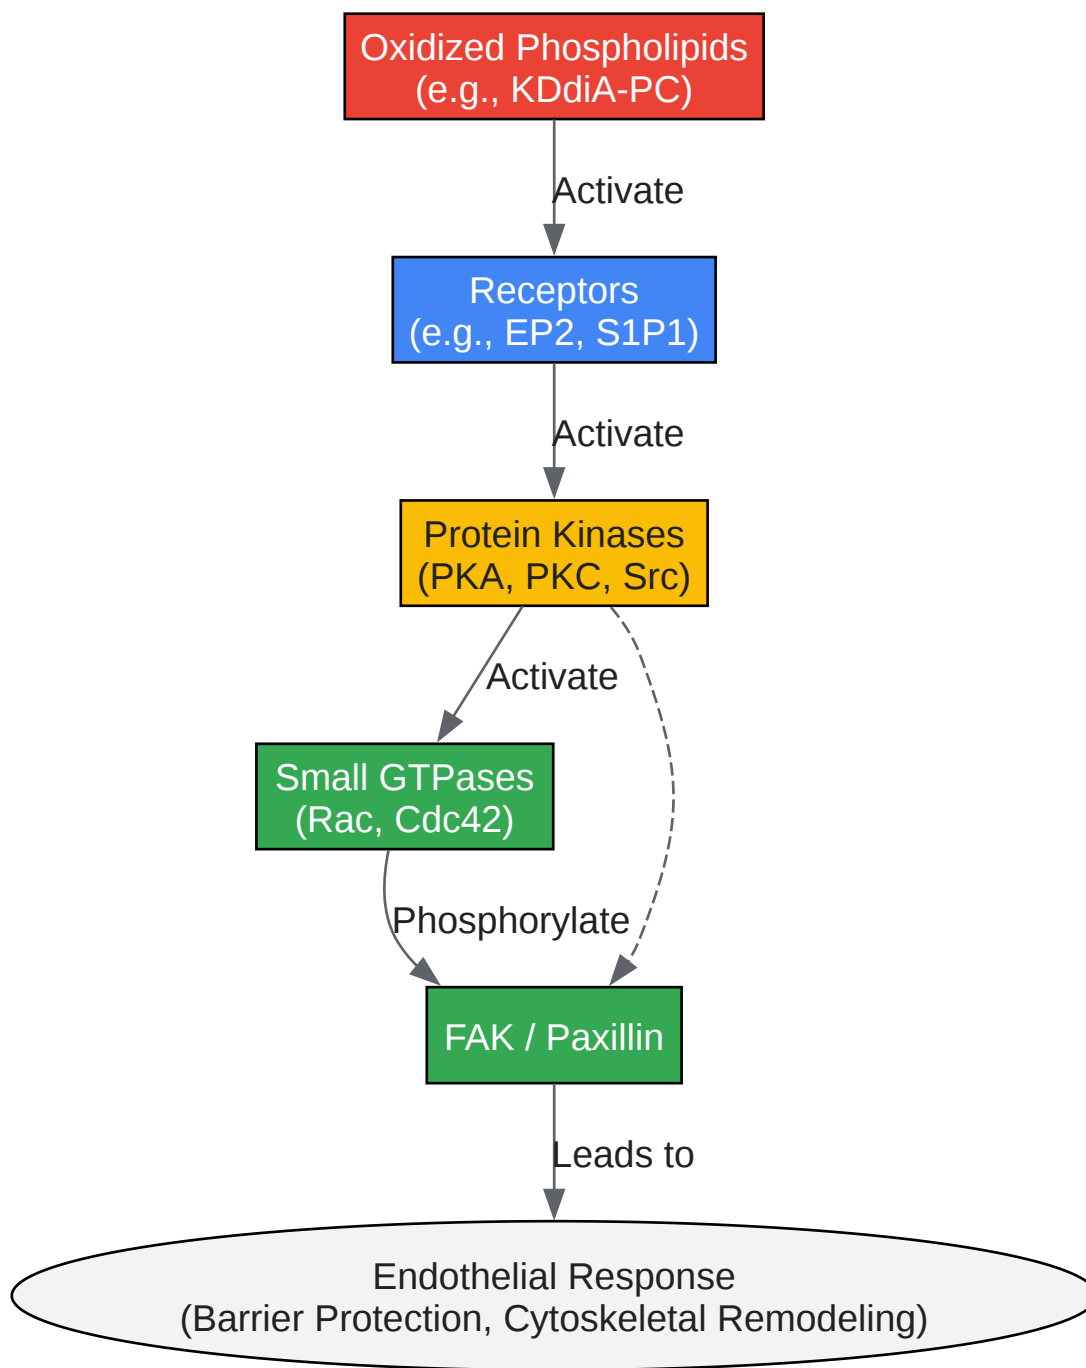 Oxidized Phospholipids
(e.g., KDdiA-PC)
Activate
Receptors
(e.g., EP2, S1P1)
Activate
Protein Kinases
(PKA, PKC, Src)
Activate
Small GTPases
(Rac, Cdc42)
Phosphorylate
FAK / Paxillin
Leads to
Endothelial Response
(Barrier Protection, Cytoskeletal Remodeling)